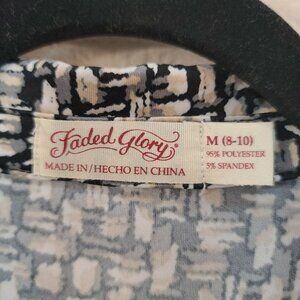 Faded Glory®
MADE IN/HECHO EN CHINA
M (8-10)
95% POLYESTER
5% SPANDEX